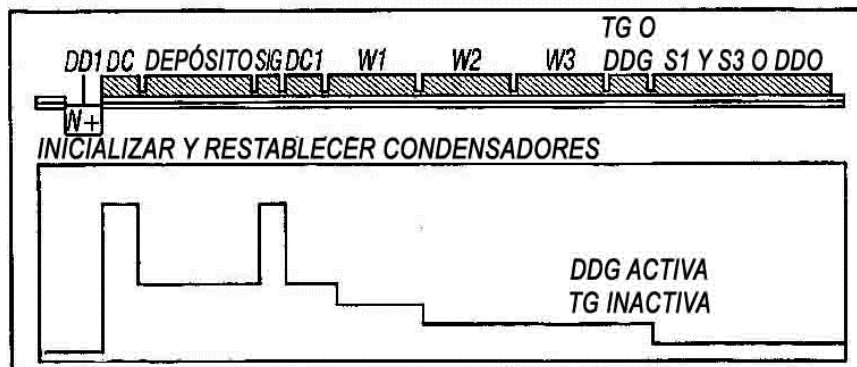 TG O
DD1 DC DEPÓSITO SIG DC1 W1 W2 W3 DDG S1 Y S3 O DDO
N+
INICIALIZAR Y RESTABLECER CONDENSADORES
DDG ACTIVA
TG INACTIVA